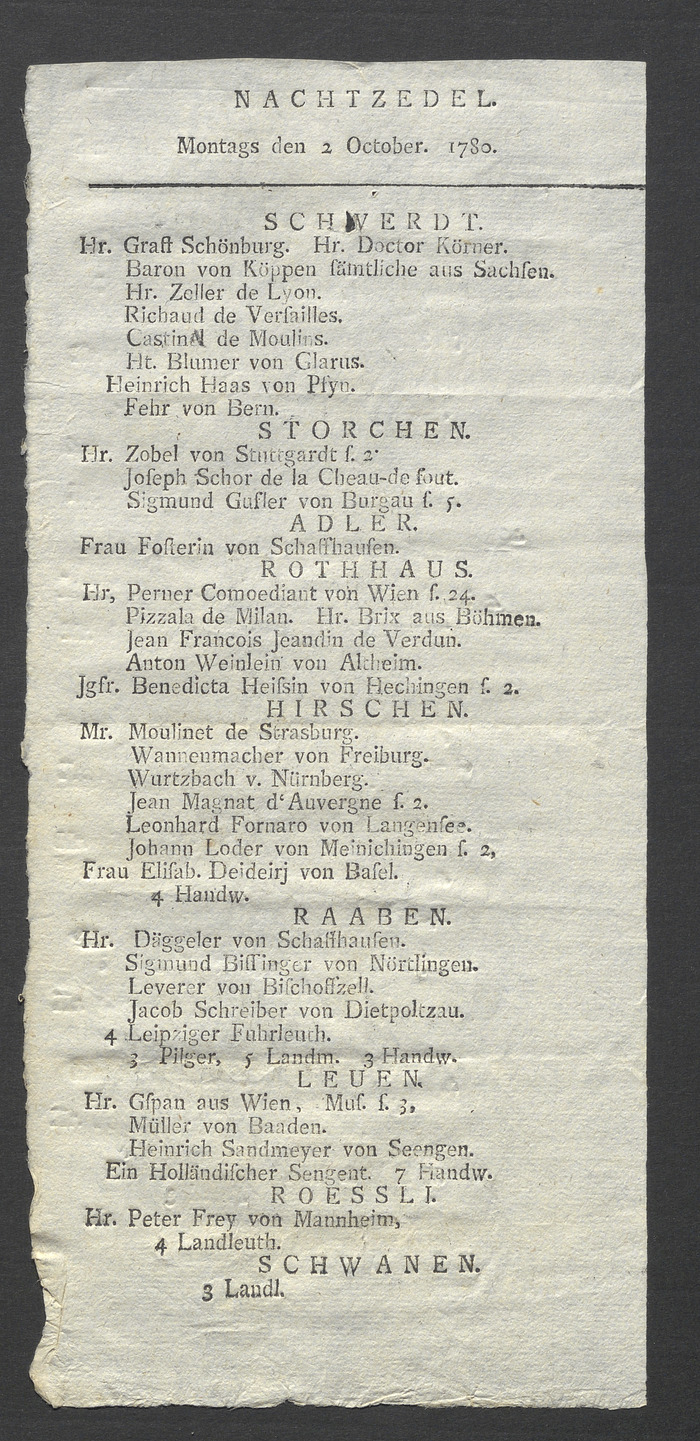 NACHTZEDEL.
Montags den 2 October. 1780.
SCHWERDT.
Hr. Graff Schönburg. Hr. Doctor Körner.
Baron von Köppen ſämtliche aus Sachſen.
Hr. Zeller de Lyon.
Richaud de Verſailles.
Castinel de Moulins.
Ht. Blumer von Glarus.
Heinrich Haas von Pſyn.
Fehr von Bern.
STORCHEN.
Hr. Zobel von Stuttgardt ſ. 2.
Joſeph Schor de la Cheau-de ſout.
Sigmund Guſler von Burgau ſ. 5.
ADLER.
Frau Foſterin von Schaffhauſen.
ROTHHAUS.
Hr, Perner Comoediant von Wien ſ. 24.
Pizzala de Milan. Hr. Brix aus Böhmen.
Jean Francois Jeandin de Verdun.
Anton Weinlein von Altheim.
Jgfr. Benedicta Heiſsin von Hechingen ſ. 2.
HIRSCHEN.
Mr. Moulinet de Strasburg.
Wannenmacher von Freiburg.
Wurtzbach v. Nürnberg.
Jean Magnat d'Auvergne ſ. 2.
Leonhard Fornaro von Langenſee.
Johann Loder von Meinichingen ſ. 2,
Frau Eliſab. Deideirj von Baſel.
4 Handw.
RAABEN.
Hr. Däggeler von Schaffhauſen.
Sigmund Biſſinger von Nörtlingen.
Leverer von Biſchoffzell.
Jacob Schreiber von Dietpoltzau.
4 Leipziger Fuhrleuth.
3 Pilger, 5 Landm. 3 Handw.
LEUEN.
Hr. Gſpan aus Wien, Muſ. ſ. 3,
Müller von Baaden.
Heinrich Sandmeyer von Seengen.
Ein Holländiſcher Sengent. 7 Handw.
ROESSLI.
Hr. Peter Frey von Mannheim,
4 Landleuth.
SCHWANEN.
3 Landl.